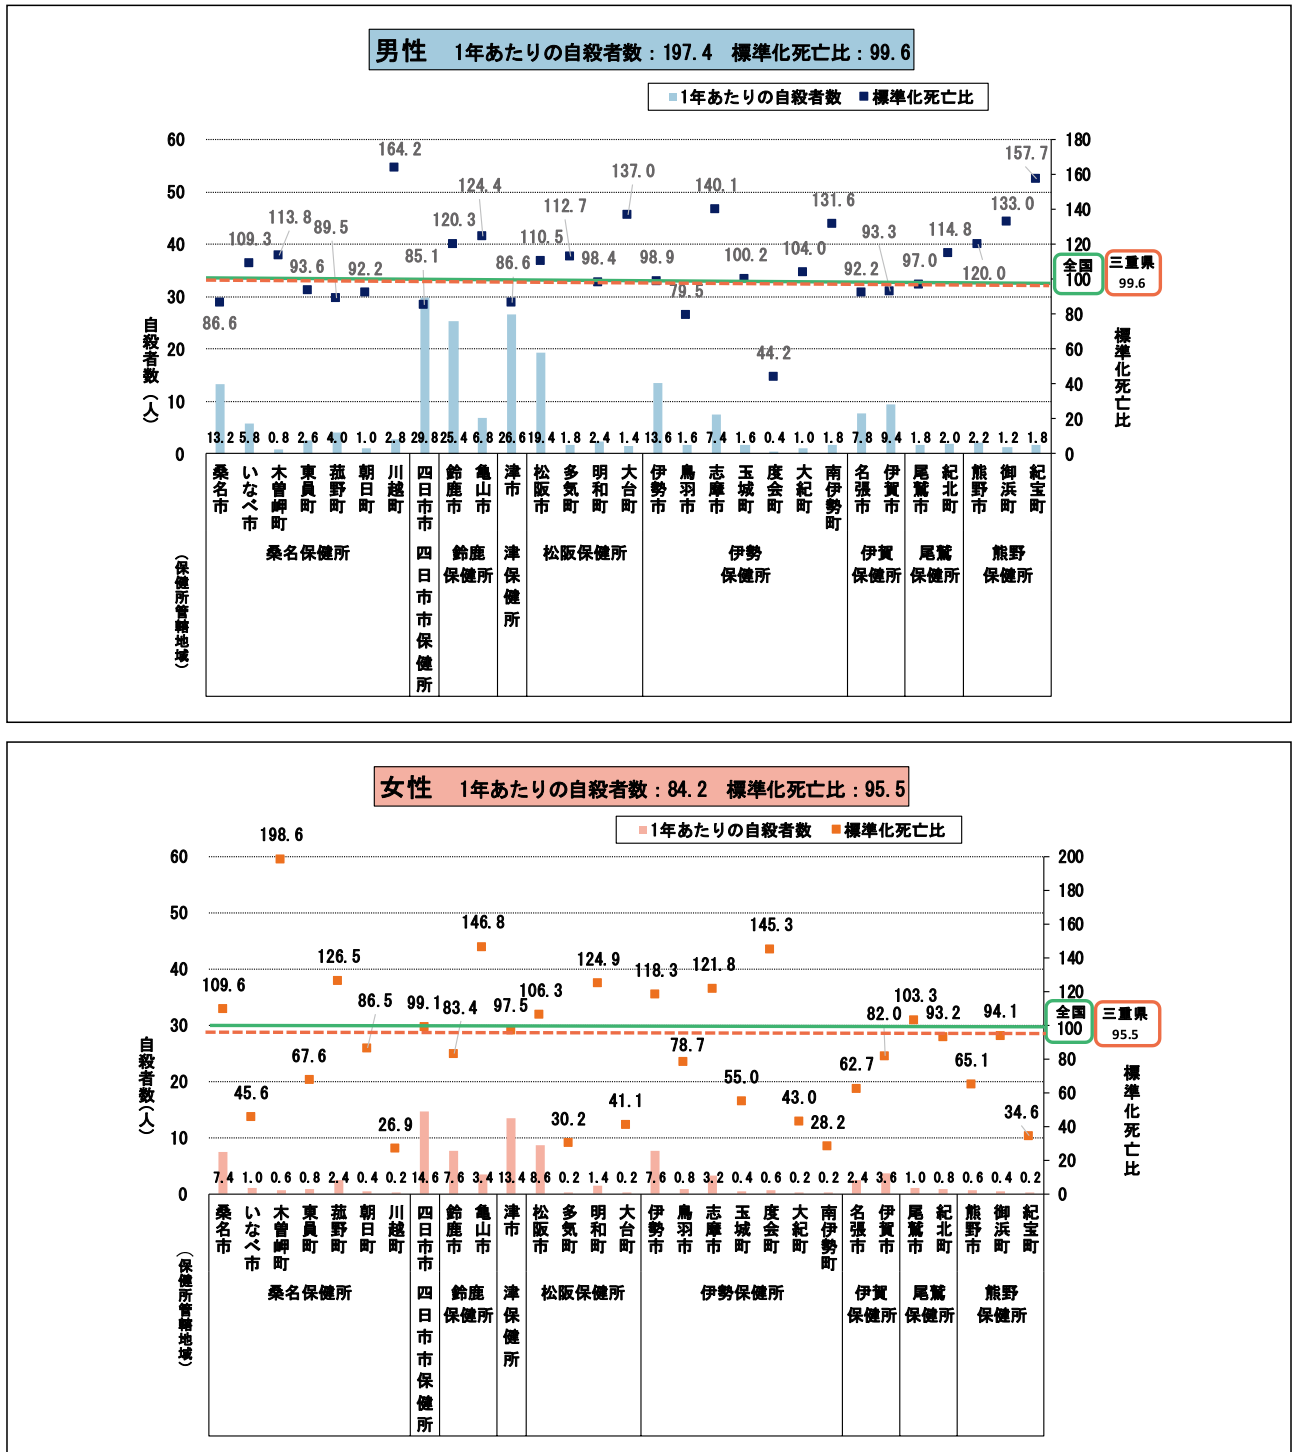 男性 1年あたりの自殺者数：197.4 標準化死亡比：99.6
1年あたりの自殺者数 標準化死亡比
60 50 40 30 20 10 0
自殺者数（人）
180 160 140 120 100 80 60 40 20 0
標準化死亡比
全国 100
三重県 99.6
86.6 109.3 113.8 93.6 89.5 92.2 164.2 85.1 120.3 124.4 86.6 110.5 112.7 98.4 137.0 98.9 79.5 140.1 100.2 44.2 104.0 131.6 92.2 93.3 97.0 114.8 120.0 133.0 157.7
13.2 5.8 0.8 2.6 4.0 1.0 2.8 29.8 25.4 6.8 26.6 19.4 1.8 2.4 1.4 13.6 1.6 7.4 1.6 0.4 1.0 1.8 7.8 9.4 1.8 2.0 2.2 1.2 1.8
桑名市 いなべ市 木曽岬町 東員町 菰野町 朝日町 川越町 四日市市 鈴鹿市 亀山市 津市 松阪市 多気町 明和町 大台町 伊勢市 鳥羽市 志摩市 玉城町 度会町 大紀町 南伊勢町 名張市 伊賀市 尾鷲市 紀北町 熊野市 御浜町 紀宝町
（保健所管轄地域）
桑名保健所 四日市市保健所 鈴鹿保健所 津保健所 松阪保健所 伊勢保健所 伊賀保健所 尾鷲保健所 熊野保健所
女性 1年あたりの自殺者数：84.2 標準化死亡比：95.5
1年あたりの自殺者数 標準化死亡比
60 50 40 30 20 10 0
自殺者数（人）
200 180 160 140 120 100 80 60 40 20 0
標準化死亡比
全国 100
三重県 95.5
109.6 45.6 198.6 67.6 126.5 86.5 26.9 99.1 83.4 146.8 97.5 106.3 30.2 124.9 41.1 118.3 78.7 121.8 55.0 145.3 43.0 28.2 62.7 82.0 103.3 93.2 65.1 94.1 34.6
7.4 1.0 0.6 0.8 2.4 0.4 0.2 14.6 7.6 3.4 13.4 8.6 0.2 1.4 0.2 7.6 0.8 3.2 0.4 0.6 0.2 0.2 2.4 3.6 1.0 0.8 0.6 0.4 0.2
桑名市 いなべ市 木曽岬町 東員町 菰野町 朝日町 川越町 四日市市 鈴鹿市 亀山市 津市 松阪市 多気町 明和町 大台町 伊勢市 鳥羽市 志摩市 玉城町 度会町 大紀町 南伊勢町 名張市 伊賀市 尾鷲市 紀北町 熊野市 御浜町 紀宝町
（保健所管轄地域）
桑名保健所 四日市市保健所 鈴鹿保健所 津保健所 松阪保健所 伊勢保健所 伊賀保健所 尾鷲保健所 熊野保健所